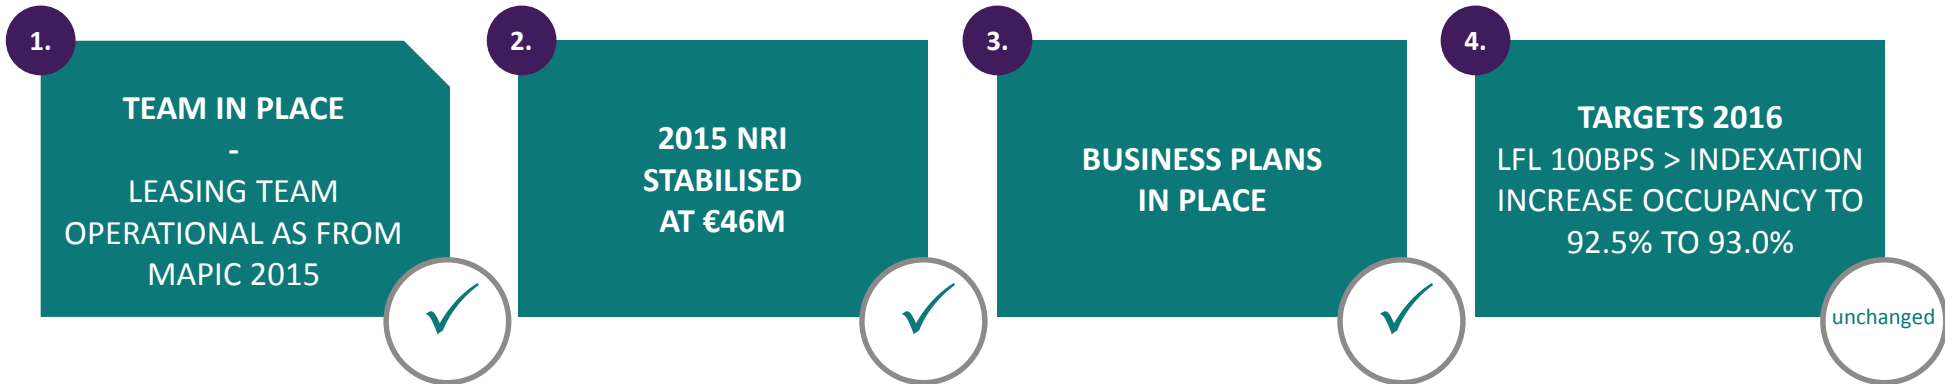 1.
TEAM IN PLACE
-
LEASING TEAM
OPERATIONAL AS FROM
MAPIC 2015
✓
2.
2015 NRI
STABILISED
AT €46M
✓
3.
BUSINESS PLANS
IN PLACE
✓
4.
TARGETS 2016
LFL 100BPS > INDEXATION
INCREASE OCCUPANCY TO
92.5% TO 93.0%
unchanged